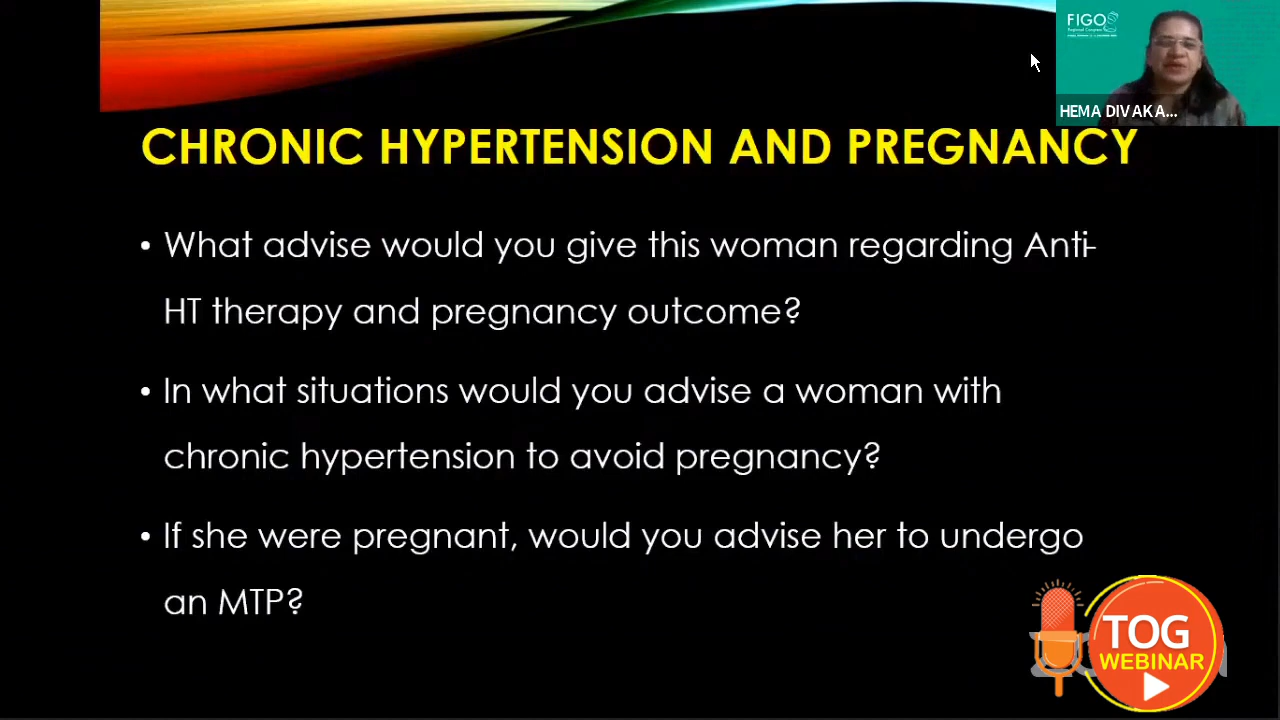 FIGO
HEMA DIVAKA...
CHRONIC HYPERTENSION AND PREGNANCY
• What advise would you give this woman regarding Anti-
HT therapy and pregnancy outcome?
• In what situations would you advise a woman with
chronic hypertension to avoid pregnancy?
• If she were pregnant, would you advise her to undergo
an MTP?
TOG
WEBINAR